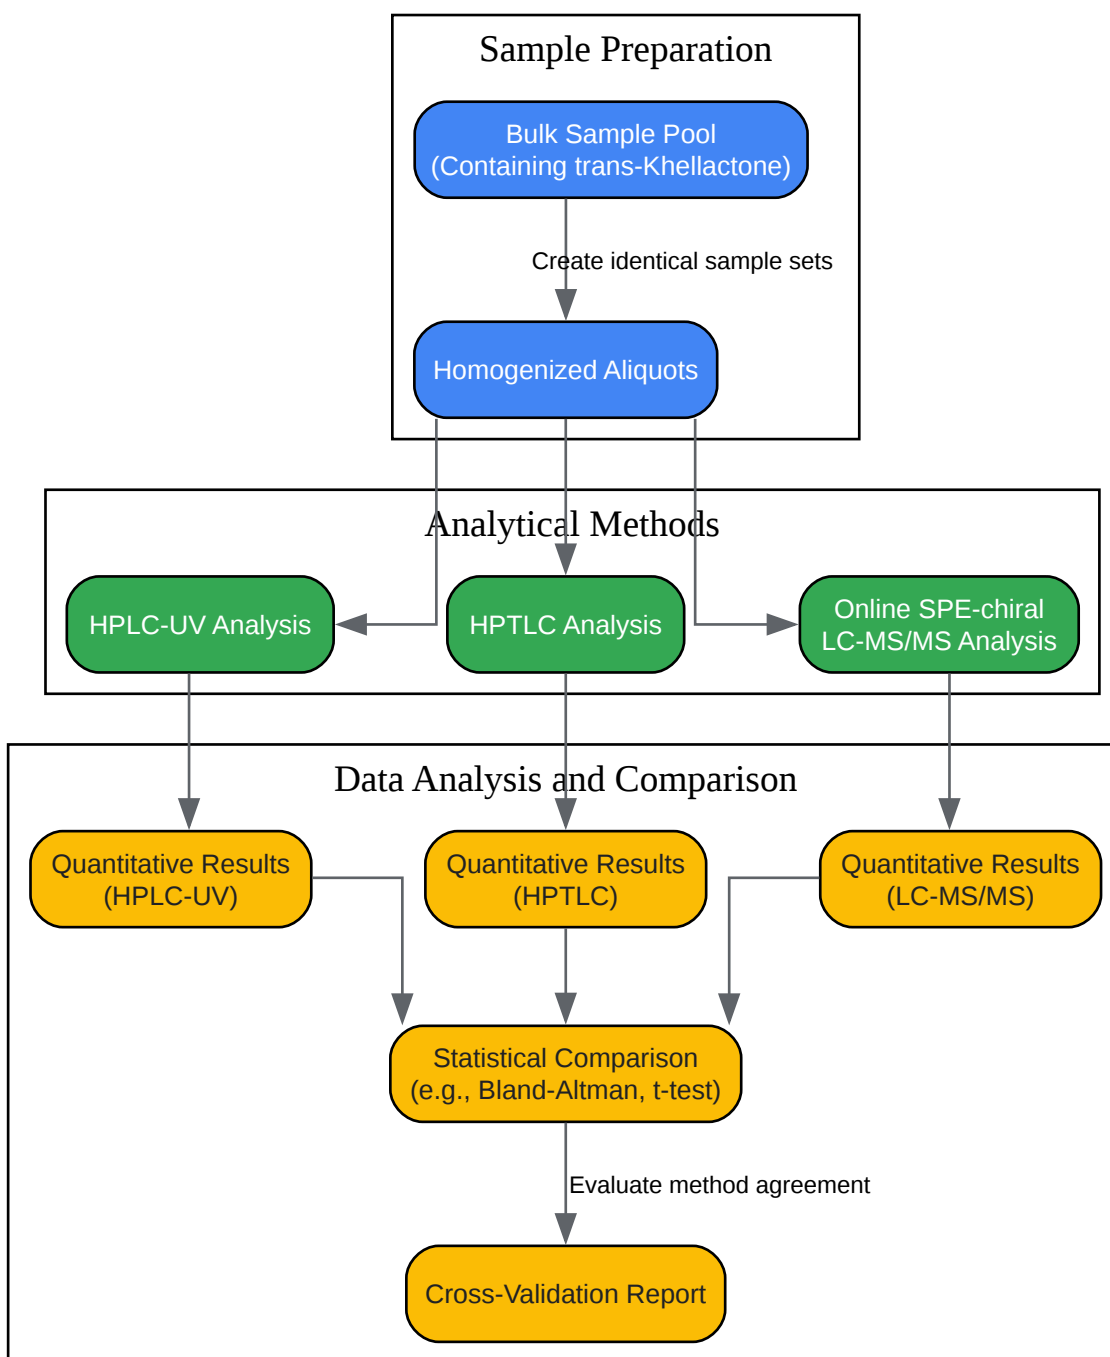 Sample Preparation
Bulk Sample Pool
(Containing trans-Khellactone)
Create identical sample sets
Homogenized Aliquots
Analytical Methods
HPLC-UV Analysis
HPTLC Analysis
Online SPE-chiral
LC-MS/MS Analysis
Data Analysis and Comparison
Quantitative Results
(HPLC-UV)
Quantitative Results
(HPTLC)
Quantitative Results
(LC-MS/MS)
Statistical Comparison
(e.g., Bland-Altman, t-test)
Evaluate method agreement
Cross-Validation Report